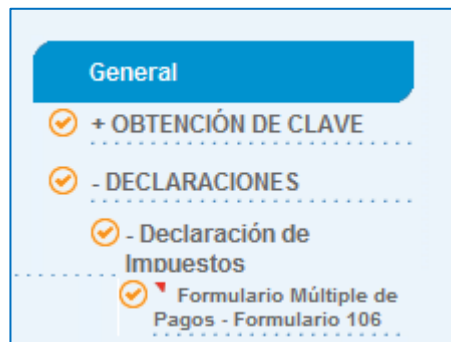 General
+ OBTENCIÓN DE CLAVE
- DECLARACIONES
- Declaración de
Impuestos
Formulario Múltiple de
Pagos - Formulario 106